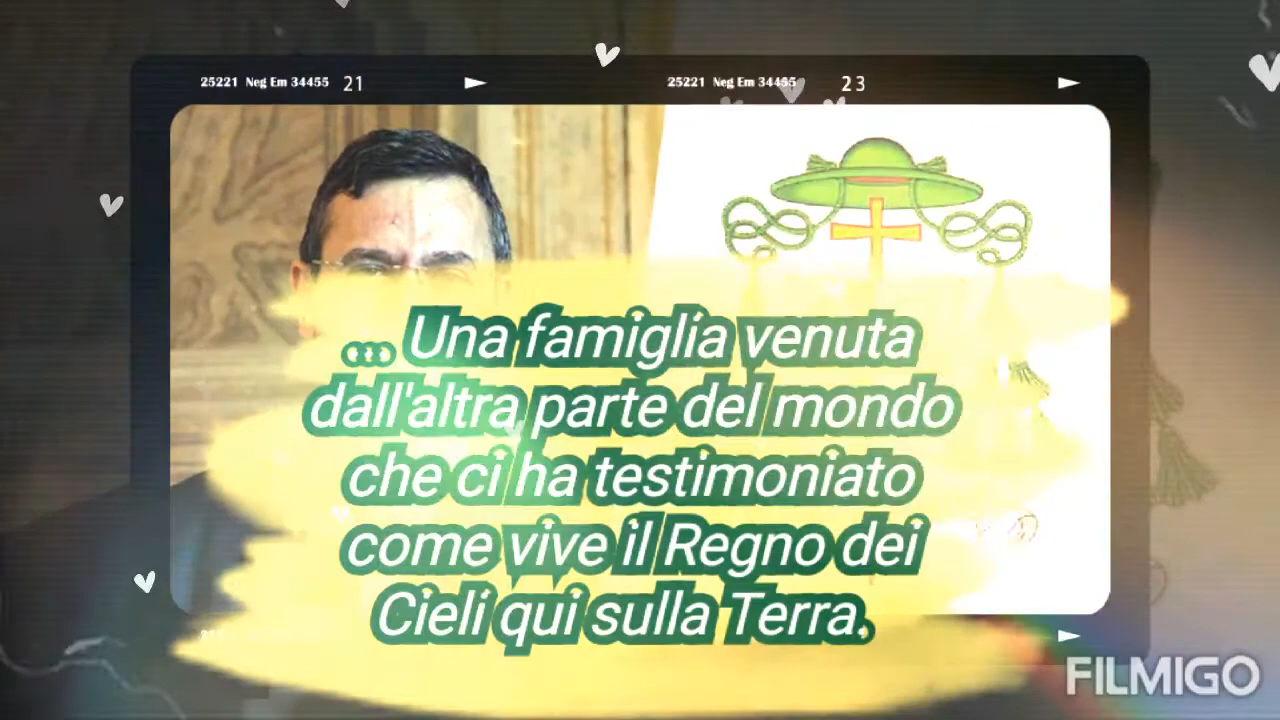 25221 Neg Em 34455 21
25221 Neg Em 34455 23
... Una famiglia venuta
dall'altra parte del mondo
che ci ha testimoniato
come vive il Regno dei
Cieli qui sulla Terra.
FILMIGO